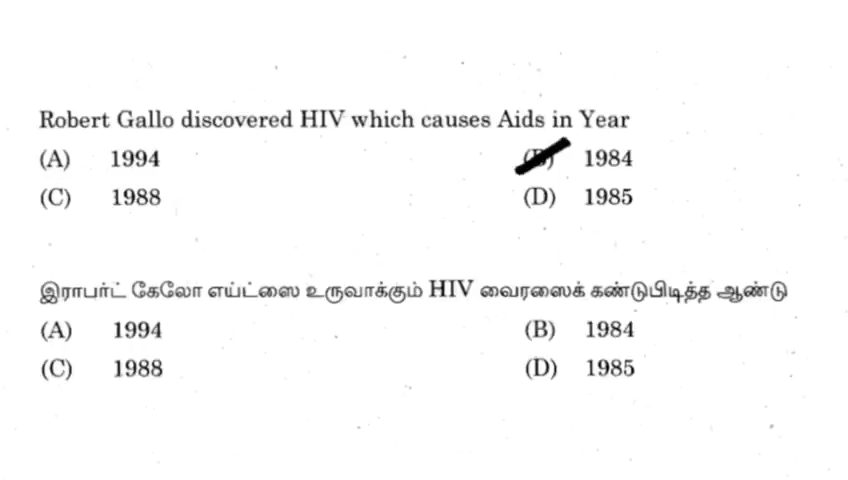 Robert Gallo discovered HIV which causes Aids in Year
(A) 1994 (B) 1984
(C) 1988 (D) 1985
இராபர்ட் கேலோ எய்ட்ஸை உருவாக்கும் HIV வைரஸைக் கண்டுபிடித்த ஆண்டு
(A) 1994 (B) 1984
(C) 1988 (D) 1985